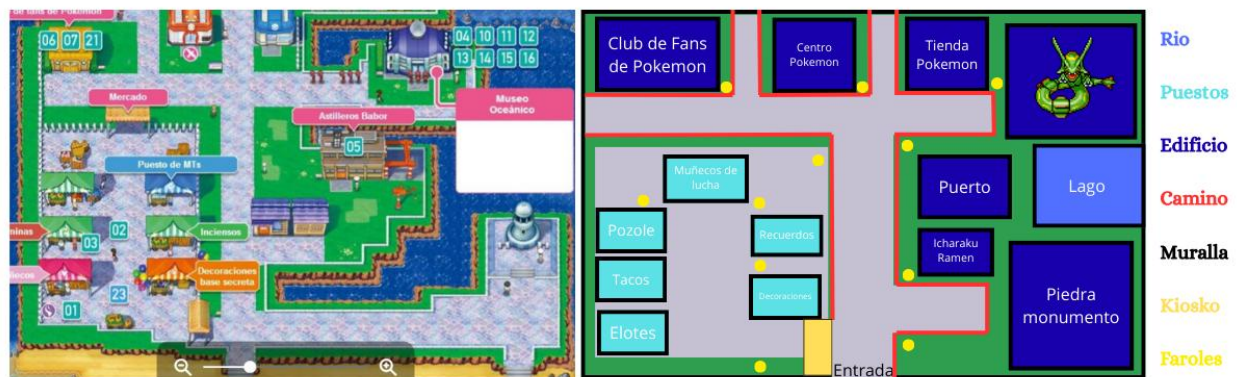 de fans de Pokémon
06 07 21
04 10 11 12
13 14 15 16
Museo
Oceánico
Mercado
Astilleros Babor
05
Puesto de MTs
02
03
Inciensos
Decoraciones
base secreta
23
01
Club de Fans
de Pokemon
Centro
Pokemon
Tienda
Pokemon
Muñecos de
lucha
Pozole
Recuerdos
Tacos
Decoraciones
Elotes
Puerto
Lago
Icharaku
Ramen
Piedra
monumento
Entrada
Rio
Puestos
Edificio
Camino
Muralla
Kiosko
Faroles